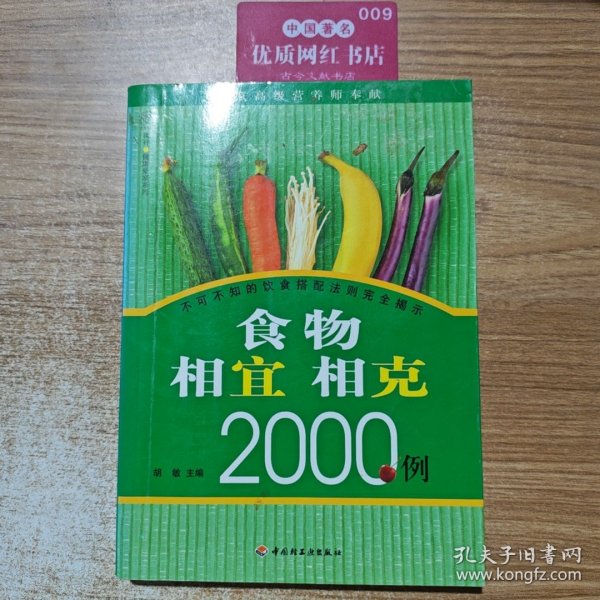 009
中国著名
优质网红书店
古今文献书店
高级营养师奉献
不可不知的饮食搭配法则完全揭示
食物
相宜 相克
2000例
胡 敏 主编
中国轻工业出版社
孔夫子旧书网
www.kongfz.com